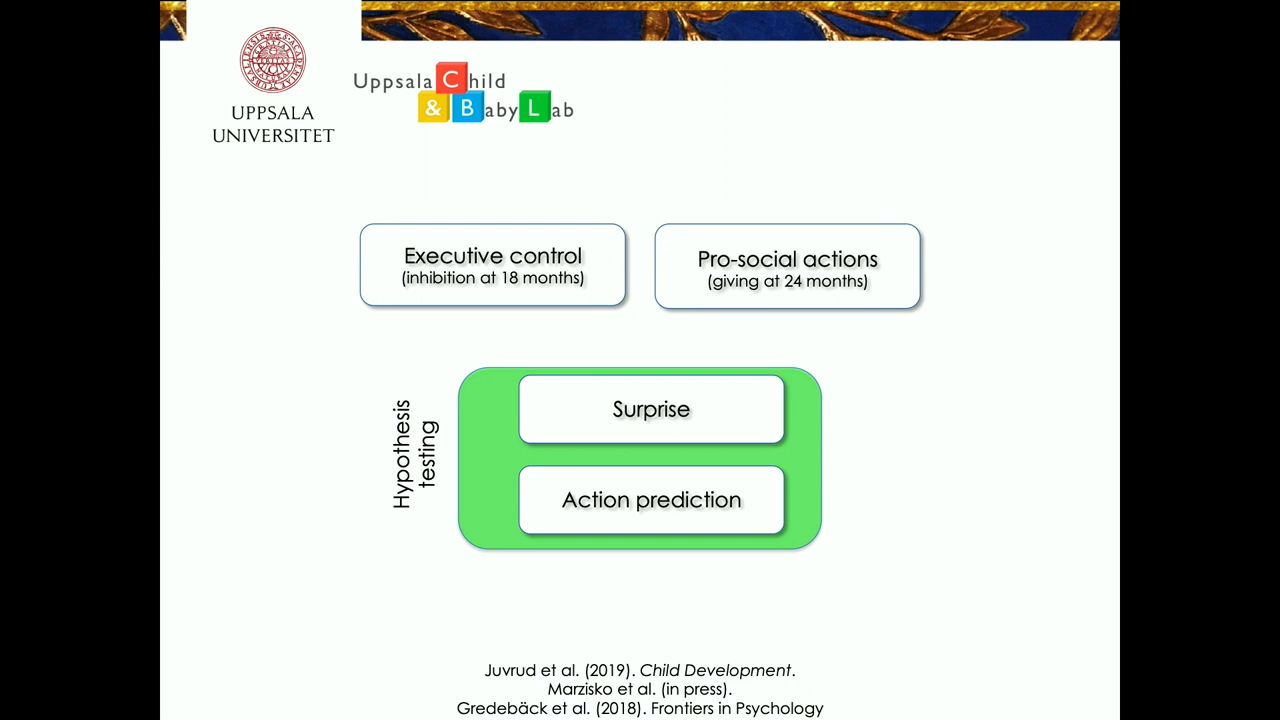 UPPSALA
UNIVERSITET
Uppsala Child
& BabyLab
Executive control
(inhibition at 18 months)
Pro-social actions
(giving at 24 months)
Hypothesis
testing
Surprise
Action prediction
Juvrud et al. (2019). Child Development.
Marzisko et al. (in press).
Gredebäck et al. (2018). Frontiers in Psychology